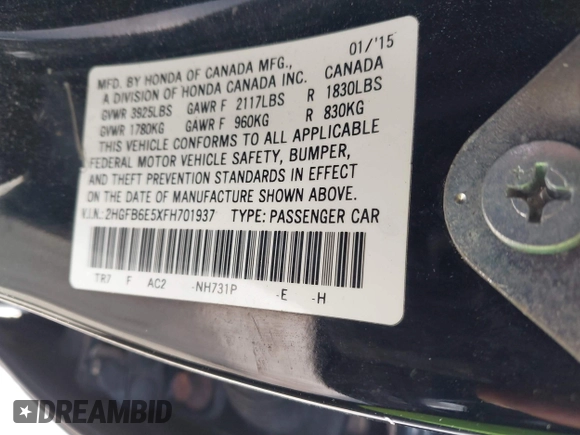 01/'15
MFD. BY HONDA OF CANADA MFG., CANADA
A DIVISION OF HONDA CANADA INC.
GVWR 3925LBS GAWR F 2117LBS R 1830LBS
GVWR 1780KG GAWR F 960KG R 830KG
THIS VEHICLE CONFORMS TO ALL APPLICABLE
FEDERAL MOTOR VEHICLE SAFETY, BUMPER,
AND THEFT PREVENTION STANDARDS IN EFFECT
ON THE DATE OF MANUFACTURE SHOWN ABOVE.
V.I.N.: 2HGFB6E5XFH701937 TYPE: PASSENGER CAR
TR7 F AC2 -NH731P -E -H
DREAMBID